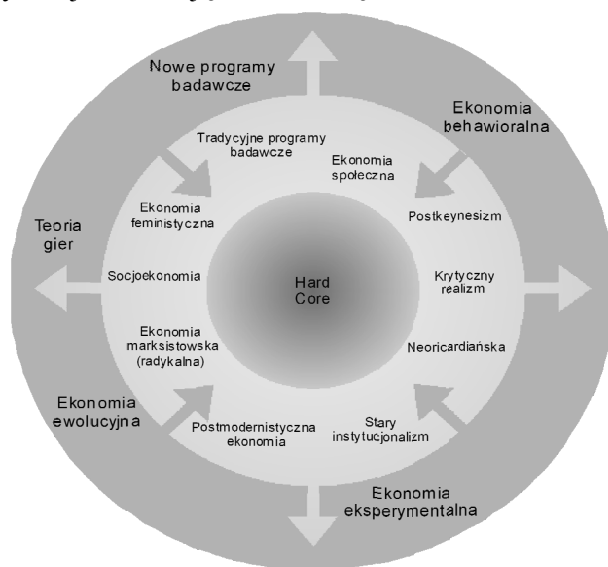 Nowe programy
badawcze
Ekonomia
behawioralna
Tradycyjne programy
badawcze
Ekonomia
społeczna
Ekonomia
feministyczna
Postkeynesizm
Teoria
gier
Socjoekonomia
Hard
Core
Krytyczny
realizm
Ekonomia
marksistowska
(radykalna)
Neoricardiańska
Ekonomia
ewolucyjna
Postmodernistyczna
ekonomia
Stary
instytucjonalizm
Ekonomia
eksperymentalna